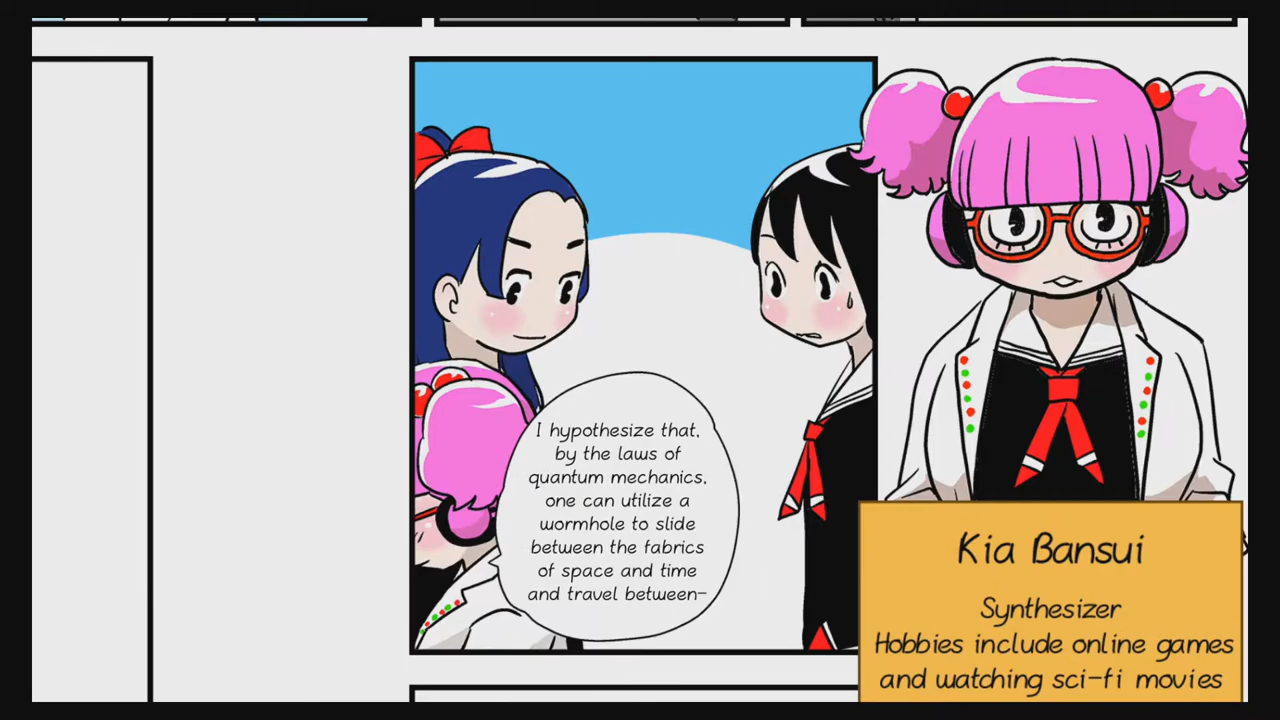 I hypothesize that,
by the laws of
quantum mechanics,
one can utilize a
wormhole to slide
between the fabrics
of space and time
and travel between-
Kia Bansui
Synthesizer
Hobbies include online games
and watching sci-fi movies